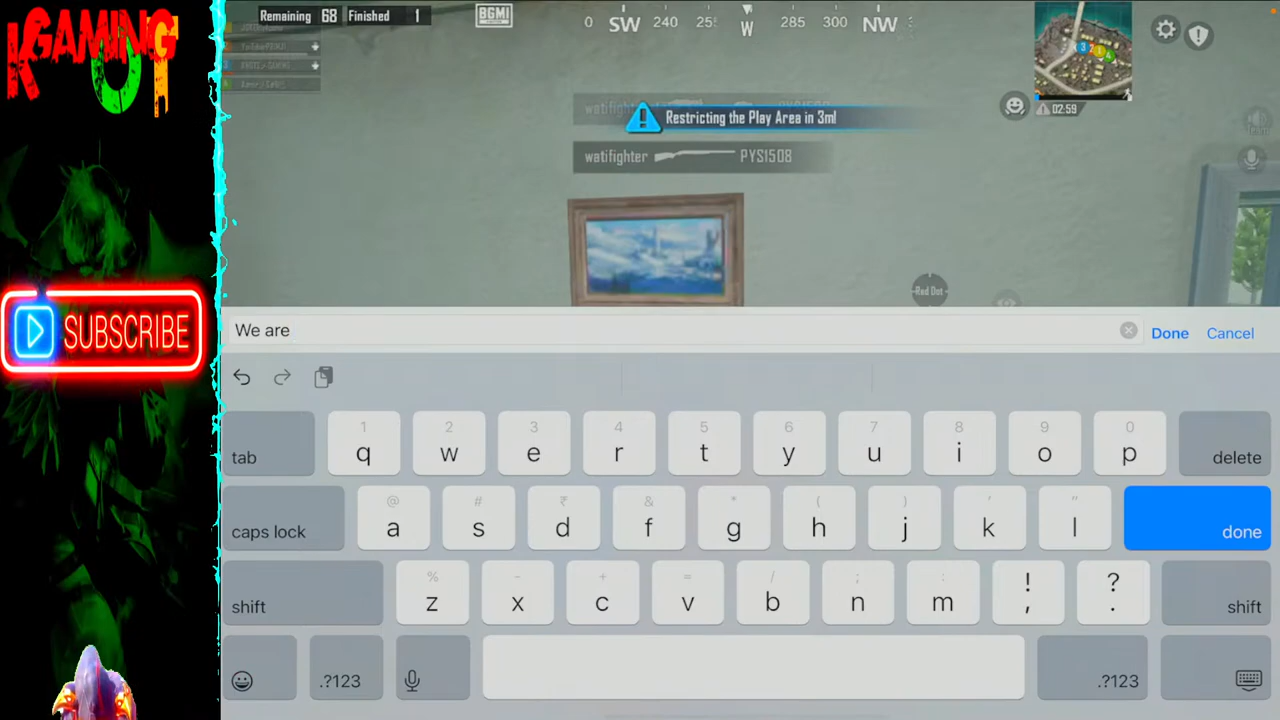 KGAMING
OT
SUBSCRIBE
Remaining 68 Finished 1
BGMI
0 SW 240 25 W 285 300 NW
Restricting the Play Area in 3ml
watifighter PYS1508
02:59
Red Dot
We are
Done Cancel
tab 1 q 2 w 3 e 4 r 5 t 6 y 7 u 8 i 9 o 0 p delete
caps lock @ a # s ₹ d & f * g ( h ) j ' k " l done
shift % z - x + c = v / b ; n : m ! , ? . shift
.?123 .?123